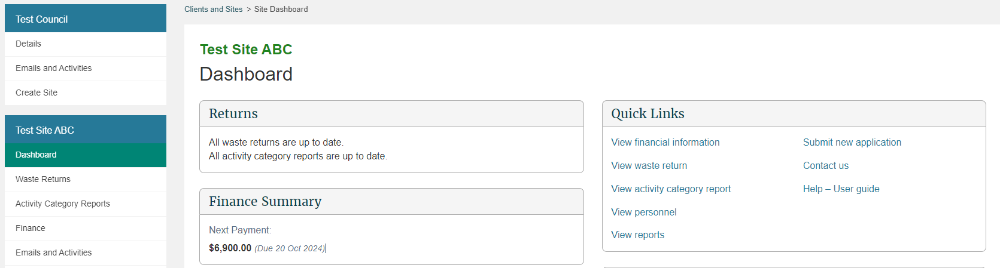 Test Council
Details
Emails and Activities
Create Site
Test Site ABC
Dashboard
Waste Returns
Activity Category Reports
Finance
Emails and Activities
Clients and Sites > Site Dashboard
Test Site ABC
Dashboard
Returns
All waste returns are up to date.
All activity category reports are up to date.
Finance Summary
Next Payment:
$6,900.00 (Due 20 Oct 2024)
Quick Links
View financial information
View waste return
View activity category report
View personnel
View reports
Submit new application
Contact us
Help – User guide